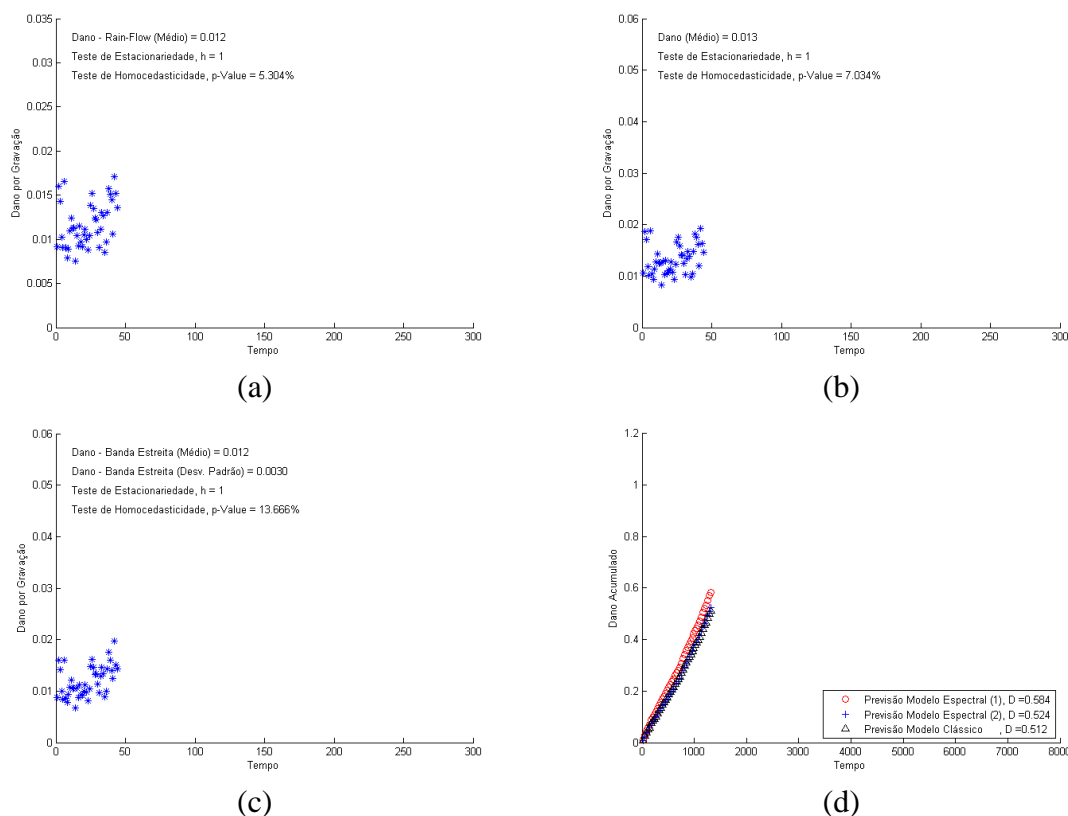 Dano - Rain-Flow (Médio) = 0.012
Teste de Estacionariedade, h = 1
Teste de Homocedasticidade, p-Value = 5.304%
0.035
0.03
0.025
0.02
0.015
0.01
0.005
0
Dano por Gravação
0 50 100 150 200 250 300
Tempo
(a)
Dano (Médio) = 0.013
Teste de Estacionariedade, h = 1
Teste de Homocedasticidade, p-Value = 7.034%
0.06
0.05
0.04
0.03
0.02
0.01
0
Dano por Gravação
0 50 100 150 200 250 300
Tempo
(b)
Dano - Banda Estreita (Médio) = 0.012
Dano - Banda Estreita (Desv. Padrão) = 0.0030
Teste de Estacionariedade, h = 1
Teste de Homocedasticidade, p-Value = 13.666%
0.06
0.05
0.04
0.03
0.02
0.01
0
Dano por Gravação
0 50 100 150 200 250 300
Tempo
(c)
1.2
1
0.8
0.6
0.4
0.2
0
Dano Acumulado
Previsão Modelo Espectral (1), D =0.584
Previsão Modelo Espectral (2), D =0.524
Previsão Modelo Clássico , D =0.512
0 1000 2000 3000 4000 5000 6000 7000 8000
Tempo
(d)